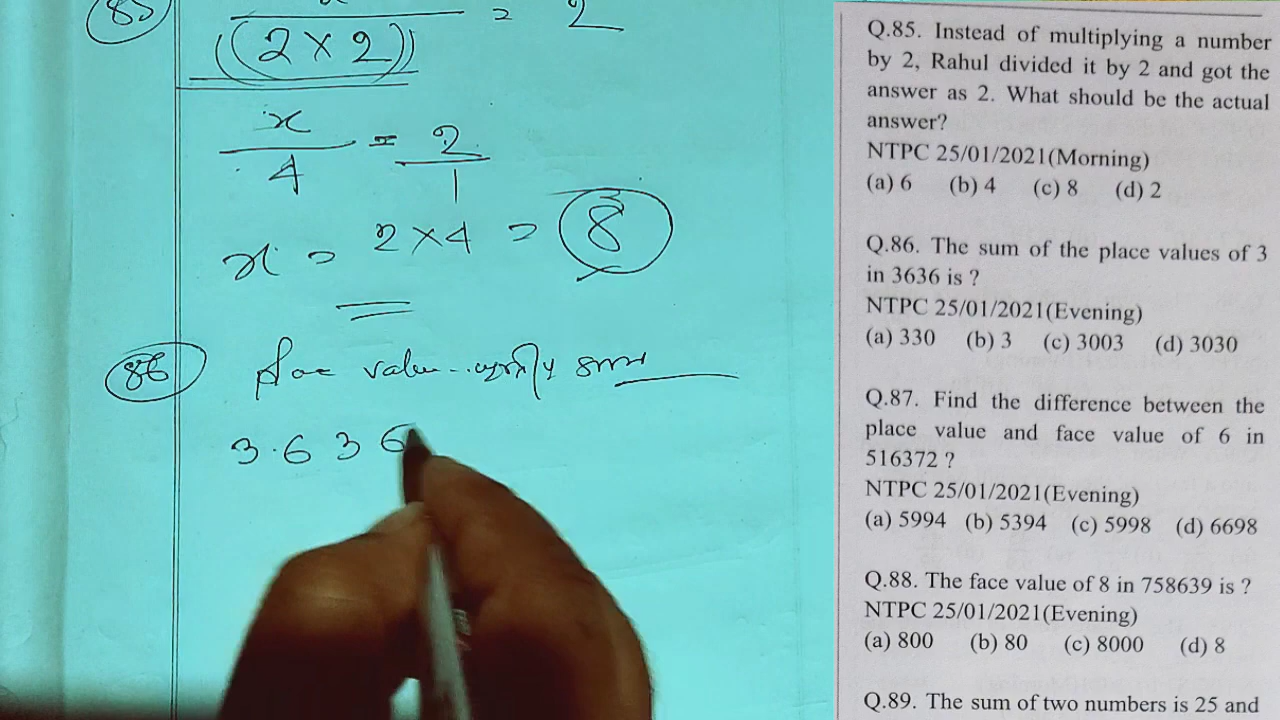 85
= 2
((2 × 2))
x/4 = 2/1
x = 2 × 4 = 8
86 place value
3 6 3 6
Q.85. Instead of multiplying a number
by 2, Rahul divided it by 2 and got the
answer as 2. What should be the actual
answer?
NTPC 25/01/2021(Morning)
(a) 6 (b) 4 (c) 8 (d) 2
Q.86. The sum of the place values of 3
in 3636 is ?
NTPC 25/01/2021(Evening)
(a) 330 (b) 3 (c) 3003 (d) 3030
Q.87. Find the difference between the
place value and face value of 6 in
516372 ?
NTPC 25/01/2021(Evening)
(a) 5994 (b) 5394 (c) 5998 (d) 6698
Q.88. The face value of 8 in 758639 is ?
NTPC 25/01/2021(Evening)
(a) 800 (b) 80 (c) 8000 (d) 8
Q.89. The sum of two numbers is 25 and